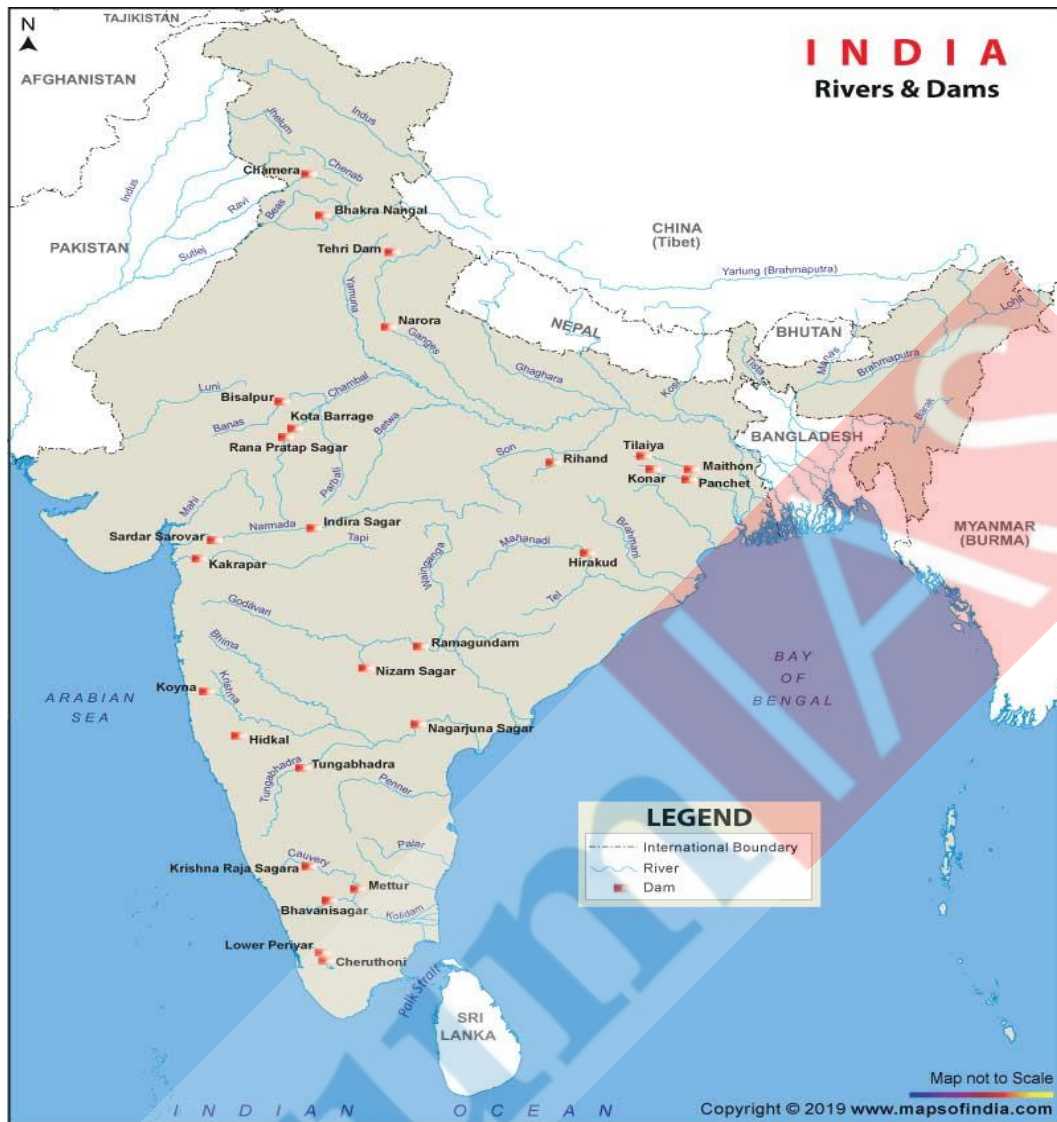 TAJIKISTAN
N
INDIA
Rivers & Dams
AFGHANISTAN
Indus
Jhelum
Chamera
Chenab
Indus
Ravi
Beas
Bhakra Nangal
PAKISTAN
Sutlej
Tehri Dam
CHINA
(Tibet)
Yarlung (Brahmaputra)
Yamuna
Narora
Ganges
NEPAL
BHUTAN
Lohit
Manas
Brahmaputra
Ghaghara
Kosi
Tista
Luni
Chambal
Bisalpur
Kota Barrage
Banas
Betwa
Barak
Rana Pratap Sagar
BANGLADESH
Son
Rihand
Tilaiya
Maithon
Konar
Panchet
Parbati
Mahi
Narmada
Indira Sagar
Sardar Sarovar
Tapi
Kakrapar
Wainganga
Mahanadi
Brahmani
Hirakud
MYANMAR
(BURMA)
Tel
Godavari
Bhima
Ramagundam
Nizam Sagar
Koyna
Krishna
ARABIAN
SEA
BAY
OF
BENGAL
Nagarjuna Sagar
Hidkal
Tungabhadra
Tungabhadra
Penner
LEGEND
International Boundary
River
Dam
Palar
Cauvery
Krishna Raja Sagara
Mettur
Bhavanisagar
Kollidam
Lower Periyar
Cheruthoni
Palk Strait
SRI
LANKA
Map not to Scale
INDIAN OCEAN
Copyright © 2019 www.mapsofindia.com